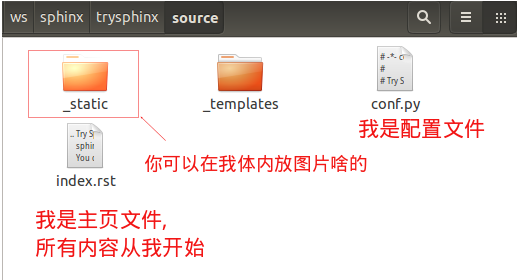 ws sphinx trysphinx source
_static _templates conf.py
# -*- c
#
# Try S
我是配置文件
.. Try S
sphin
You c
index.rst
你可以在我体内放图片啥的
我是主页文件,
所有内容从我开始